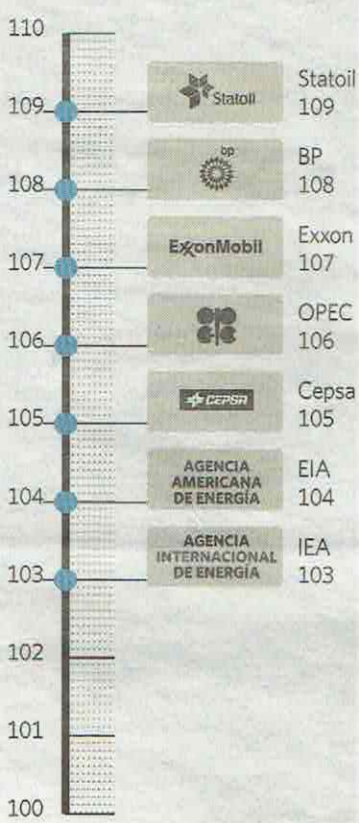 110
109
Statoil
Statoil
109
108
bp
BP
108
107
ExxonMobil
Exxon
107
106
OPEC
106
105
CEPSA
Cepsa
105
104
AGENCIA
AMERICANA
DE ENERGÍA
EIA
104
103
AGENCIA
INTERNACIONAL
DE ENERGÍA
IEA
103
102
101
100